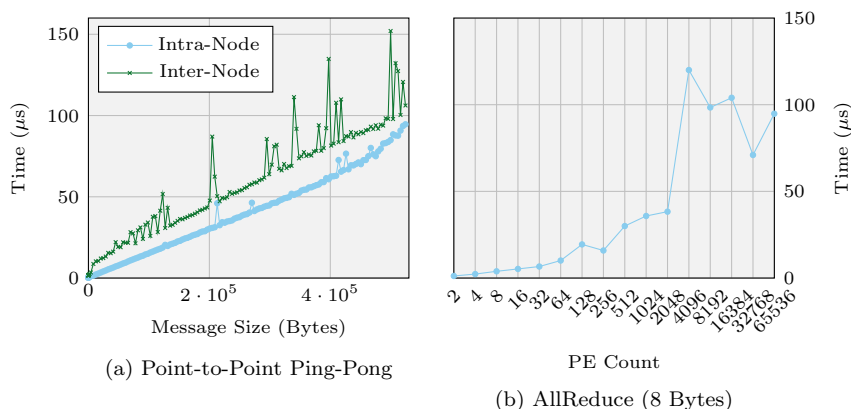 150
100
50
0
Time (μs)
Intra-Node
Inter-Node
0
2 · 10^5
4 · 10^5
Message Size (Bytes)
(a) Point-to-Point Ping-Pong
150
100
50
0
Time (μs)
2
4
8
16
32
64
128
256
512
1024
2048
4096
8192
16384
32768
65536
PE Count
(b) AllReduce (8 Bytes)